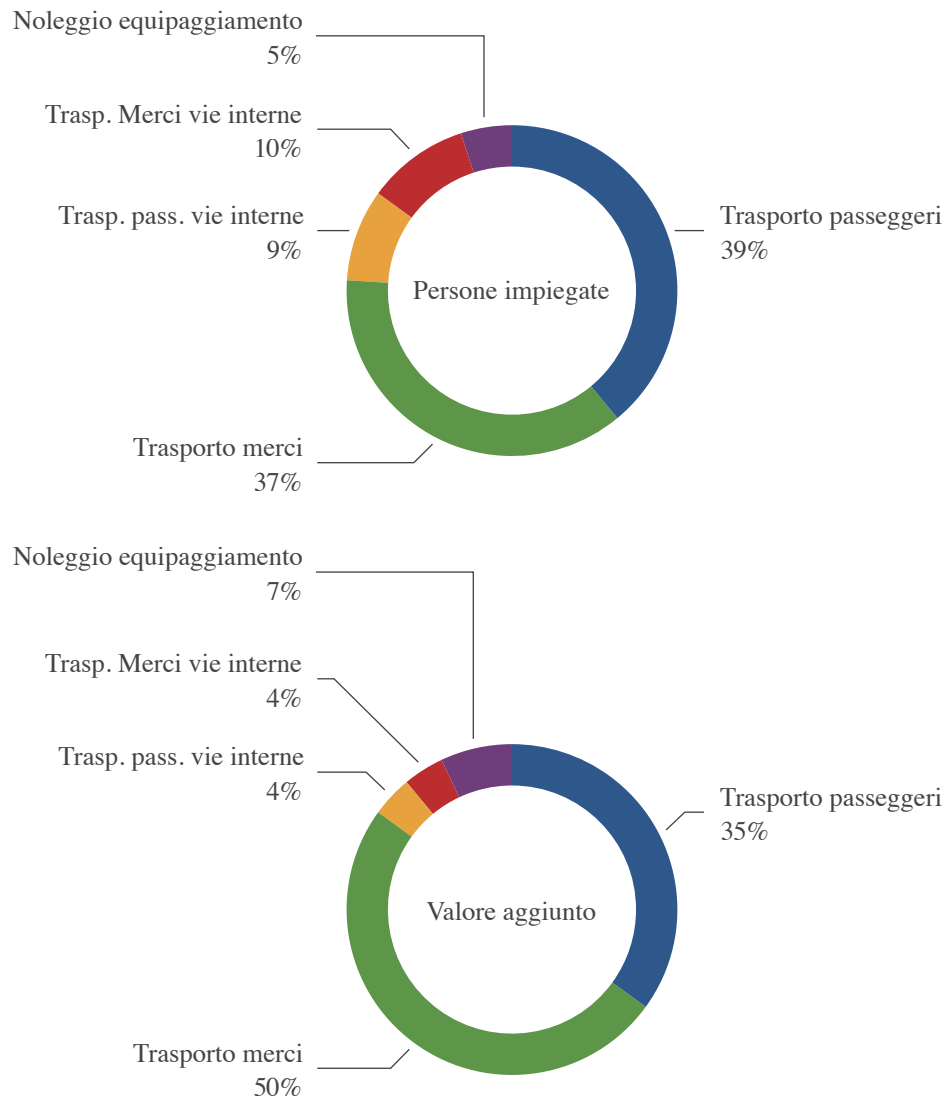 Noleggio equipaggiamento
5%
Trasp. Merci vie interne
10%
Trasp. pass. vie interne
9%
Trasporto passeggeri
39%
Persone impiegate
Trasporto merci
37%
Noleggio equipaggiamento
7%
Trasp. Merci vie interne
4%
Trasp. pass. vie interne
4%
Trasporto passeggeri
35%
Valore aggiunto
Trasporto merci
50%